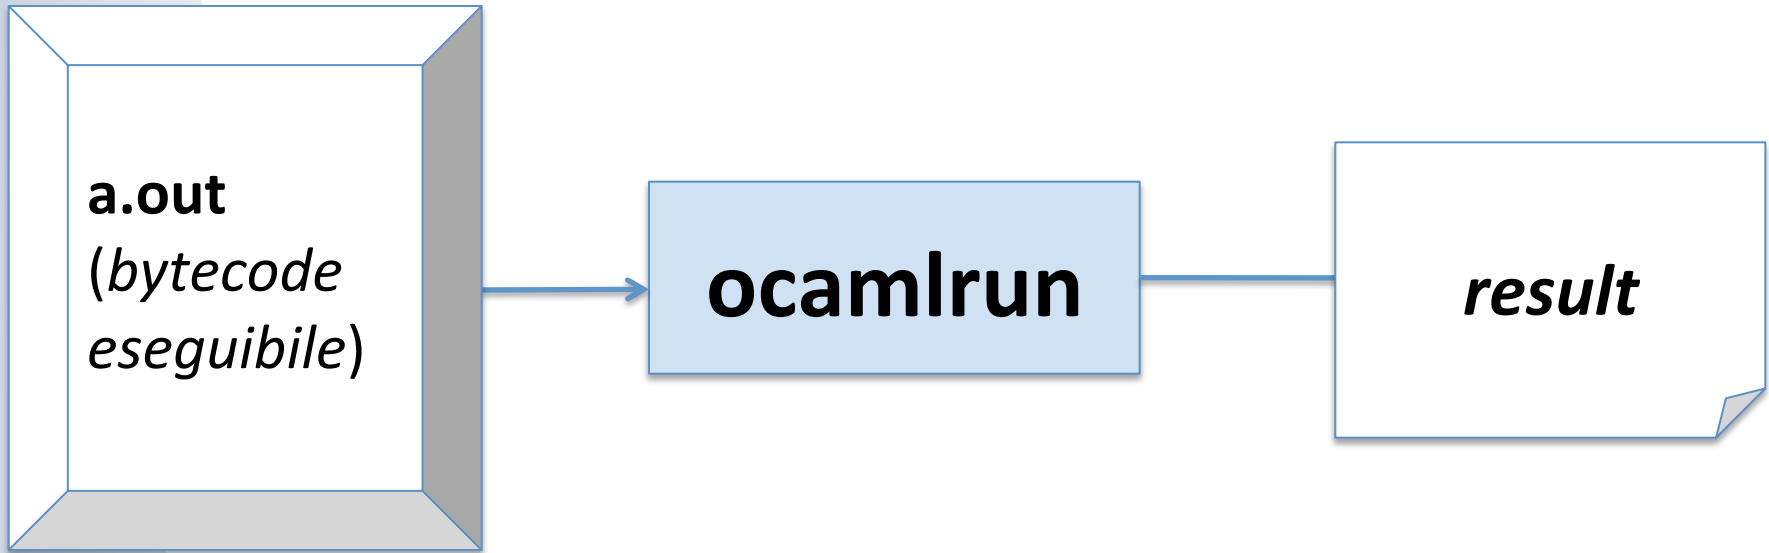 a.out
(bytecode
eseguibile)
ocamlrun
result